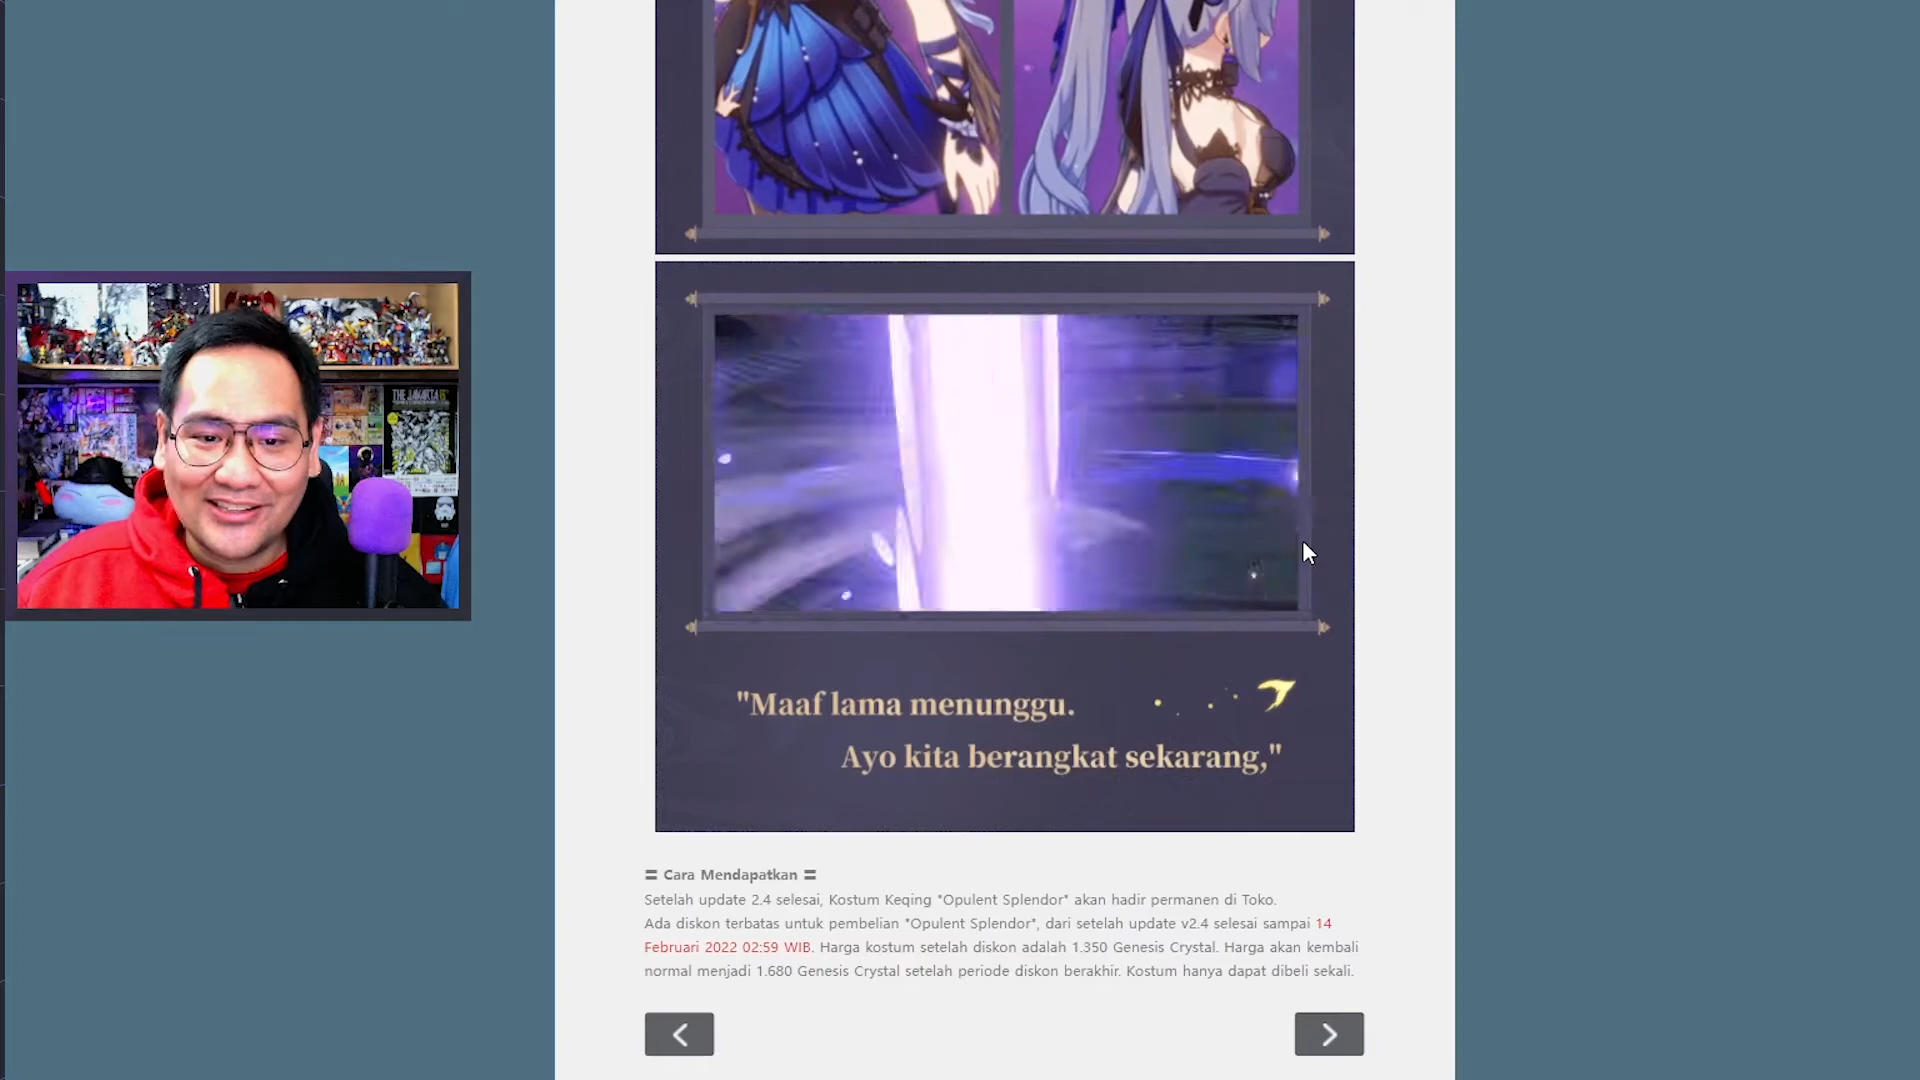 THE JAKARTA
"Maaf lama menunggu.
Ayo kita berangkat sekarang,"
〓 Cara Mendapatkan 〓
Setelah update 2.4 selesai, Kostum Keqing "Opulent Splendor" akan hadir permanen di Toko.
Ada diskon terbatas untuk pembelian "Opulent Splendor", dari setelah update v2.4 selesai sampai 14
Februari 2022 02:59 WIB. Harga kostum setelah diskon adalah 1.350 Genesis Crystal. Harga akan kembali
normal menjadi 1.680 Genesis Crystal setelah periode diskon berakhir. Kostum hanya dapat dibeli sekali.